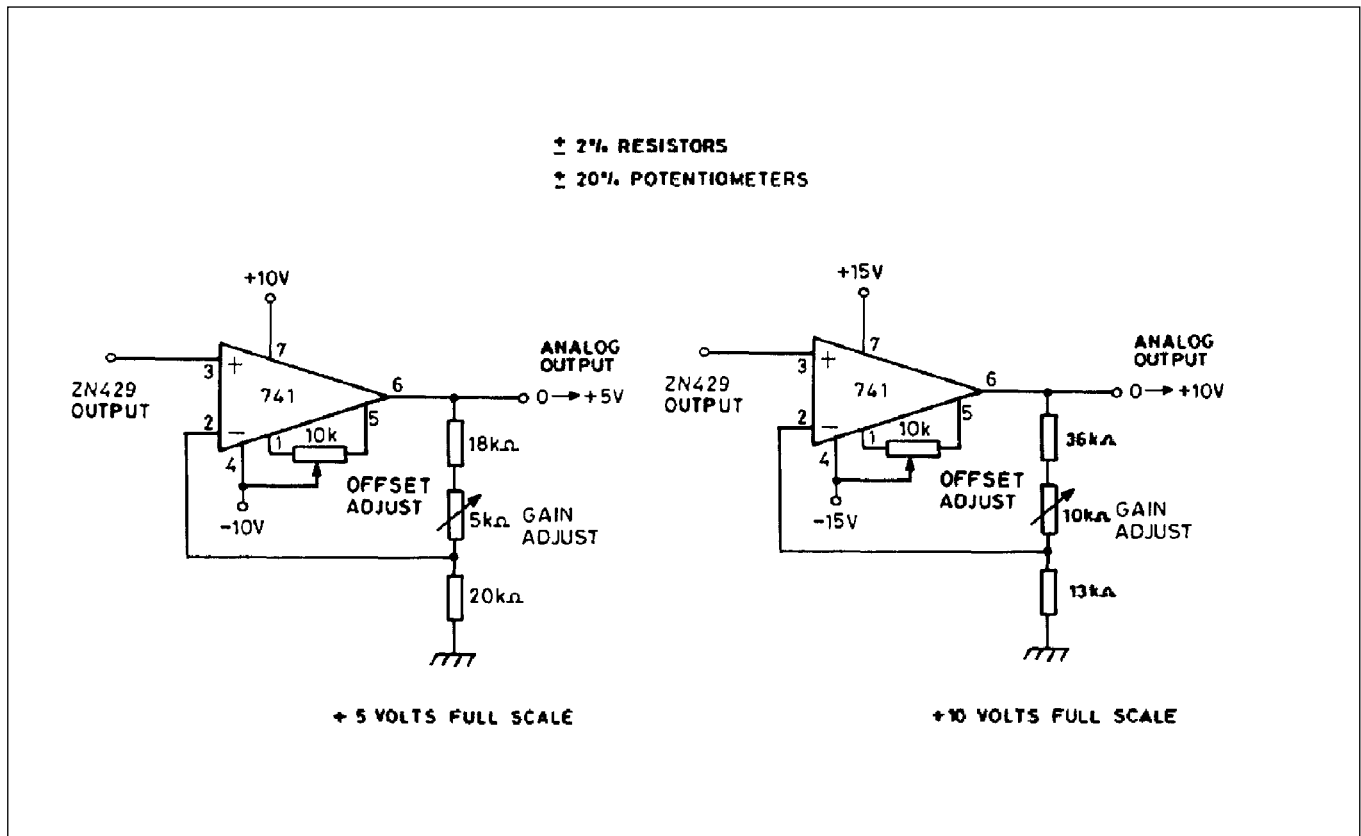 ± 2% RESISTORS
± 20% POTENTIOMETERS
+10V
7
+
3
741
6
ANALOG
OUTPUT
0→+5V
ZN429
OUTPUT
2
−
1
10k
5
4
OFFSET
ADJUST
-10V
18kΩ
5kΩ GAIN
ADJUST
20kΩ
+ 5 VOLTS FULL SCALE
+15V
7
+
3
741
6
ANALOG
OUTPUT
0→+10V
ZN429
OUTPUT
2
−
1
10k
5
4
OFFSET
ADJUST
-15V
36kΩ
10kΩ GAIN
ADJUST
13kΩ
+10 VOLTS FULL SCALE